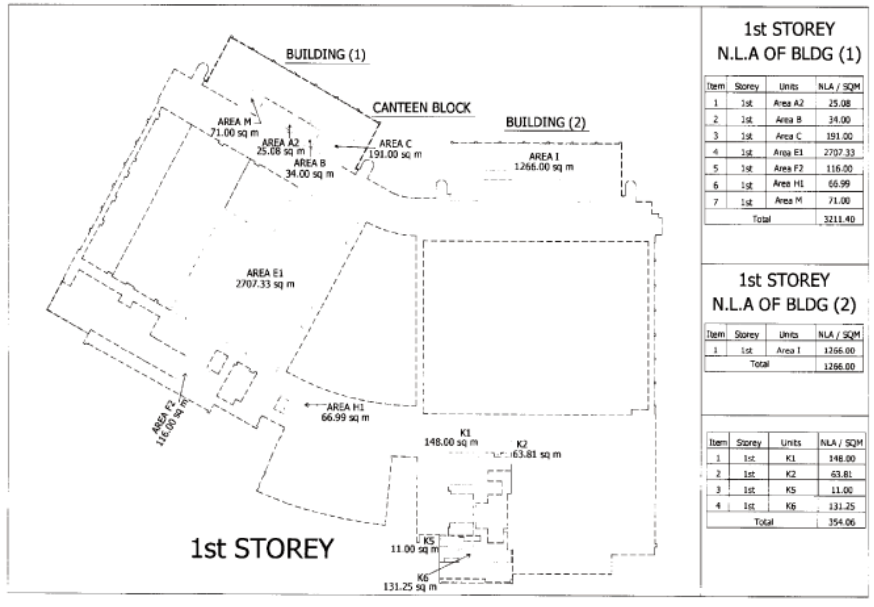 BUILDING (1)
CANTEEN BLOCK
BUILDING (2)
AREA M
71.00 sq m
AREA A2
25.08 sq m
AREA B
34.00 sq m
AREA C
191.00 sq m
AREA I
1266.00 sq m
AREA E1
2707.33 sq m
AREA F2
116.00 sq m
AREA H1
66.99 sq m
K1
148.00 sq m
K2
63.81 sq m
K5
11.00 sq m
K6
131.25 sq m
1st STOREY
1st STOREY
N.L.A OF BLDG (1)
Item Storey Units NLA / SQM
1 1st Area A2 25.08
2 1st Area B 34.00
3 1st Area C 191.00
4 1st Area E1 2707.33
5 1st Area F2 116.00
6 1st Area H1 66.99
7 1st Area M 71.00
Total 3211.40
1st STOREY
N.L.A OF BLDG (2)
Item Storey Units NLA / SQM
1 1st Area I 1266.00
Total 1266.00
Item Storey Units NLA / SQM
1 1st K1 148.00
2 1st K2 63.81
3 1st K5 11.00
4 1st K6 131.25
Total 354.06